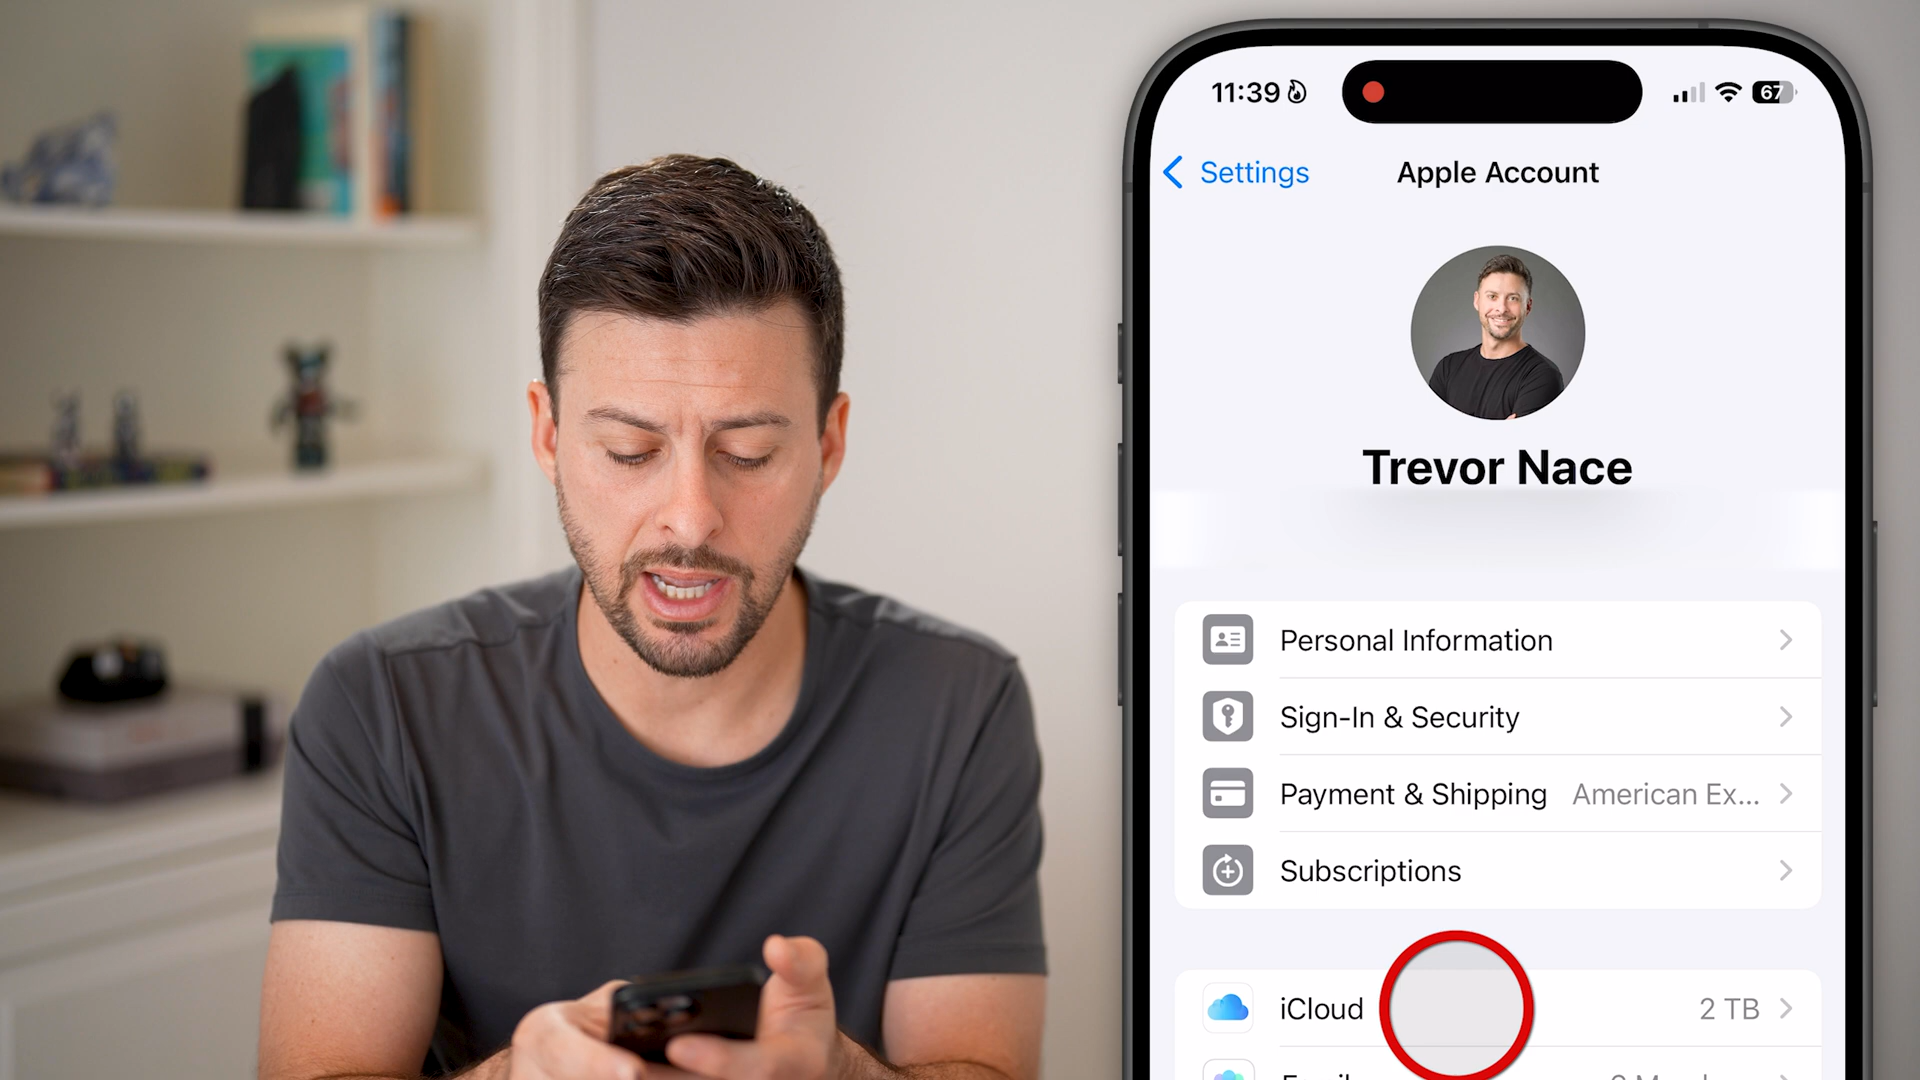 11:39
67
Settings
Apple Account
Trevor Nace
Personal Information
Sign-In & Security
Payment & Shipping American Ex...
Subscriptions
iCloud 2 TB